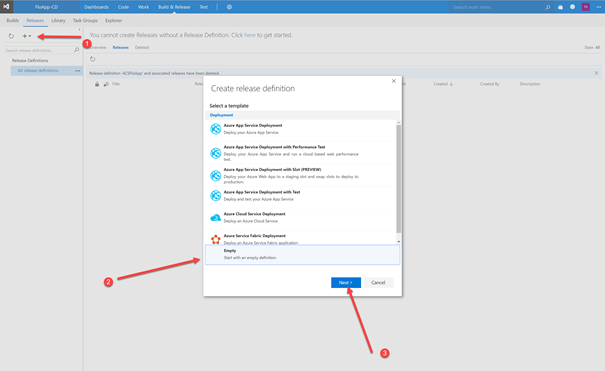 FloApp-CD
Dashboards Code Work Build & Release Test
Search work items
Builds Releases Library Task Groups Explorer
1
You cannot create Releases without a Release Definition. Click here to get started.
Overview Releases Deleted
State: All
Search release definitions...
Release Definitions
All release definitions
Release definition 'ACSFloApp' and associated releases have been deleted.
Title
Created
Created By
Description
Create release definition
Select a template
Deployment
Azure App Service Deployment
Deploy your Azure App Service
Azure App Service Deployment with Performance Test
Deploy your Azure App Service and run a cloud based web performance
test.
Azure App Service Deployment with Slot (PREVIEW)
Deploy your Azure Web App to a staging slot and swap slots to deploy to
production.
Azure App Service Deployment with Test
Deploy and test your Azure App Service
Azure Cloud Service Deployment
Deploy an Azure Cloud Service
Azure Service Fabric Deployment
Deploy an Azure Service Fabric application
Empty
Start with an empty definition
2
Next >
Cancel
3